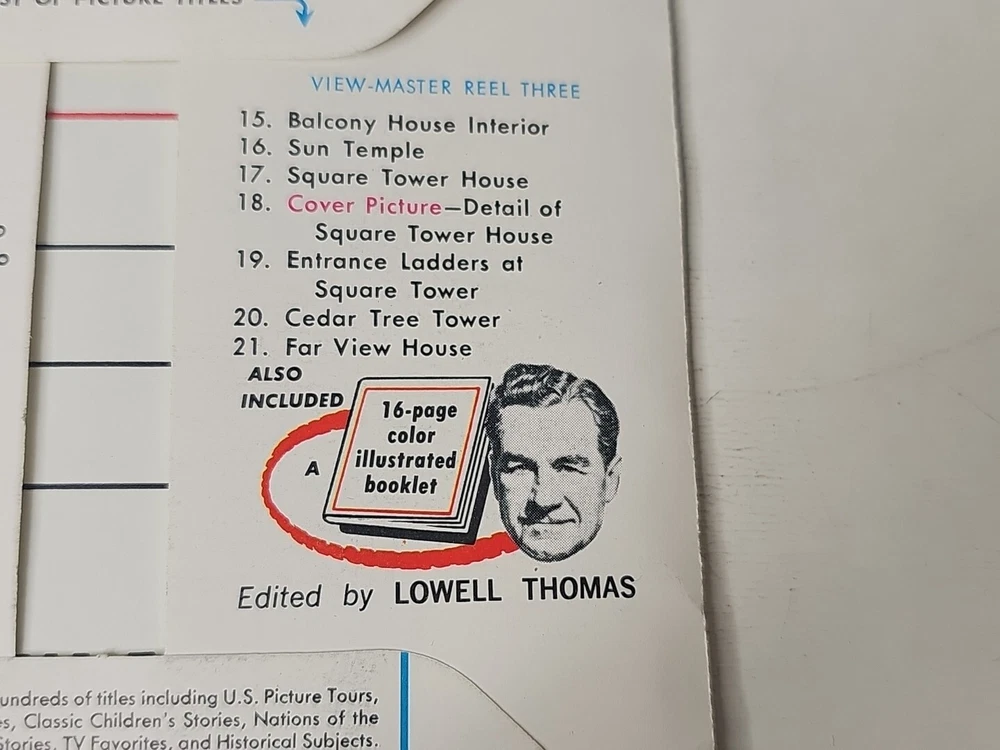 OF PICTURE TITLES
VIEW-MASTER REEL THREE
15. Balcony House Interior
16. Sun Temple
17. Square Tower House
18. Cover Picture—Detail of
Square Tower House
19. Entrance Ladders at
Square Tower
20. Cedar Tree Tower
21. Far View House
ALSO
INCLUDED
A
16-page
color
illustrated
booklet
Edited by LOWELL THOMAS
of titles including U.S. Picture Tours,
Classic Children's Stories, Nations of the
Stories, TV Favorites, and Historical Subjects.